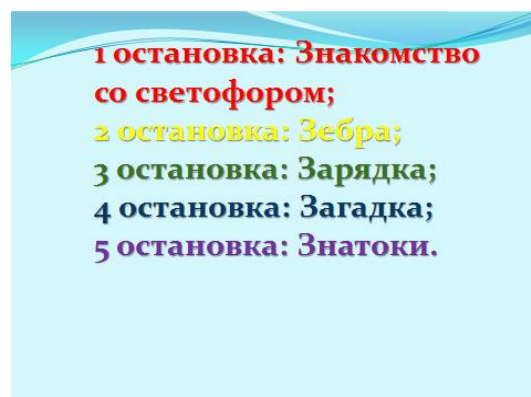 1 остановка: Знакомство
со светофором;
2 остановка: Зебра;
3 остановка: Зарядка;
4 остановка: Загадка;
5 остановка: Знатоки.